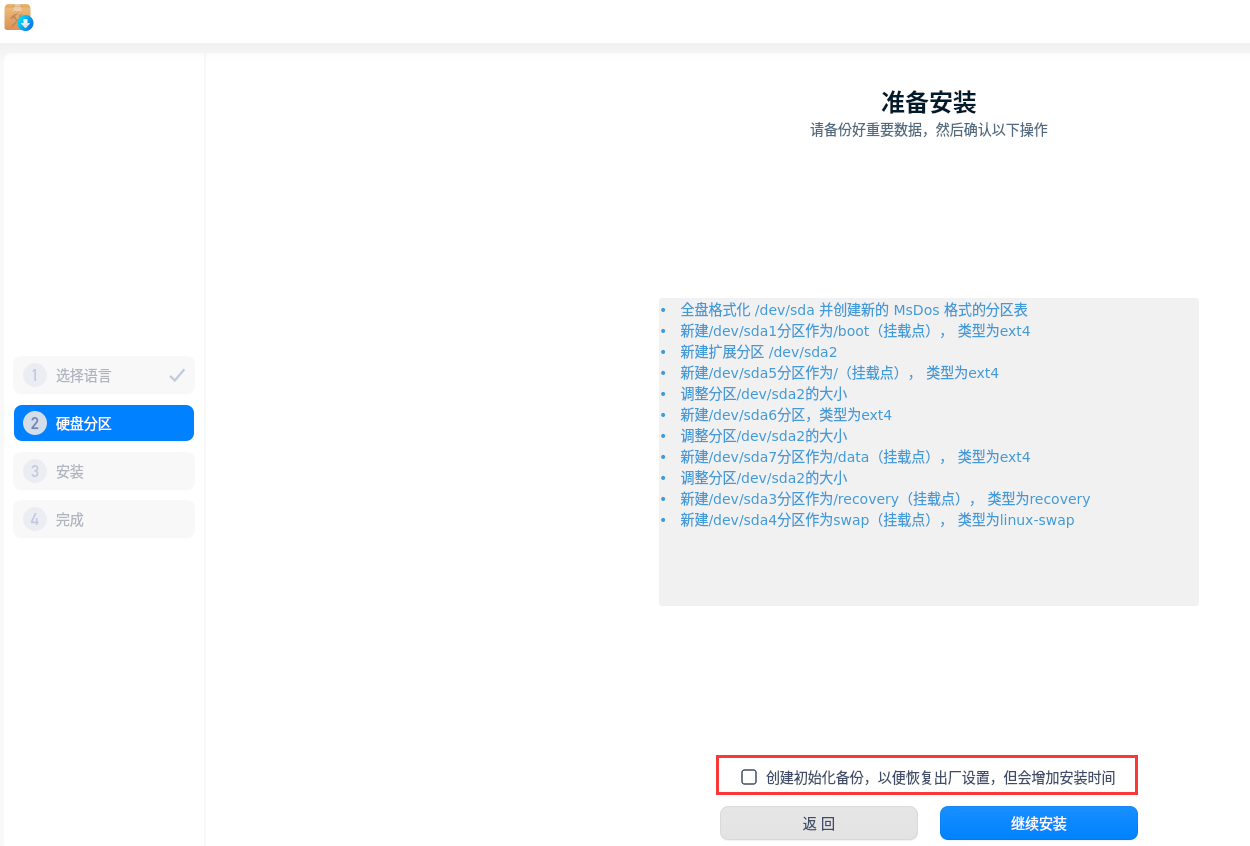 准备安装
请备份好重要数据，然后确认以下操作
• 全盘格式化 /dev/sda 并创建新的 MsDos 格式的分区表
• 新建/dev/sda1分区作为/boot（挂载点）， 类型为ext4
• 新建扩展分区 /dev/sda2
• 新建/dev/sda5分区作为/（挂载点）， 类型为ext4
• 调整分区/dev/sda2的大小
• 新建/dev/sda6分区，类型为ext4
• 调整分区/dev/sda2的大小
• 新建/dev/sda7分区作为/data（挂载点）， 类型为ext4
• 调整分区/dev/sda2的大小
• 新建/dev/sda3分区作为/recovery（挂载点）， 类型为recovery
• 新建/dev/sda4分区作为swap（挂载点）， 类型为linux-swap
1 选择语言
2 硬盘分区
3 安装
4 完成
创建初始化备份，以便恢复出厂设置，但会增加安装时间
返 回
继续安装